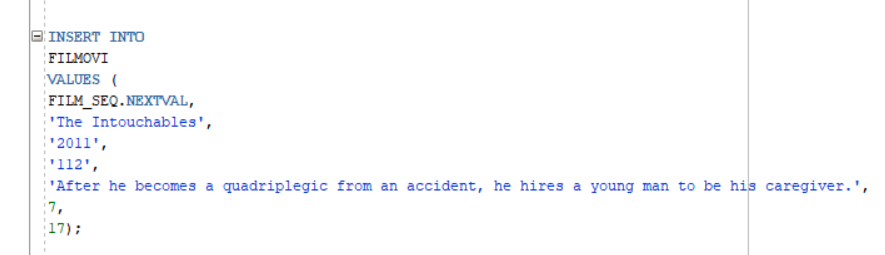 INSERT INTO
FILMOVI
VALUES (
FILM_SEQ.NEXTVAL,
'The Intouchables',
'2011',
'112',
'After he becomes a quadriplegic from an accident, he hires a young man to be his caregiver.',
7,
17);